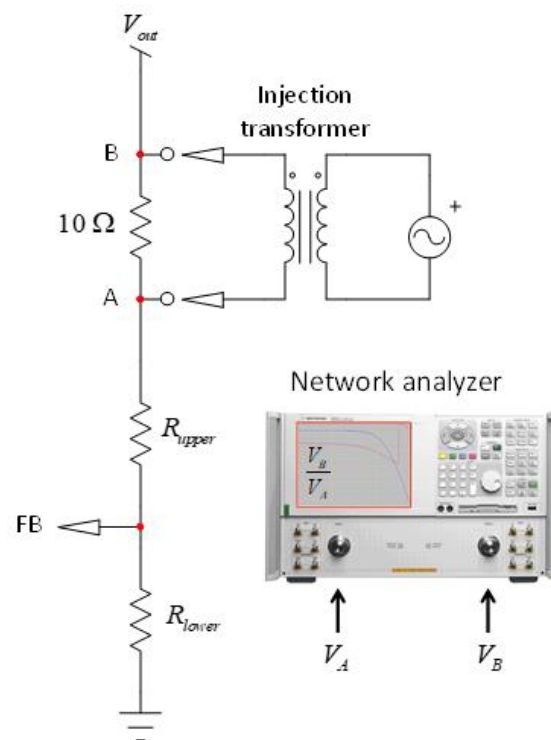 V_out
Injection
transformer
B
10 Ω
A
Network analyzer
R_upper
V_B
V_A
FB
R_lower
V_A
V_B